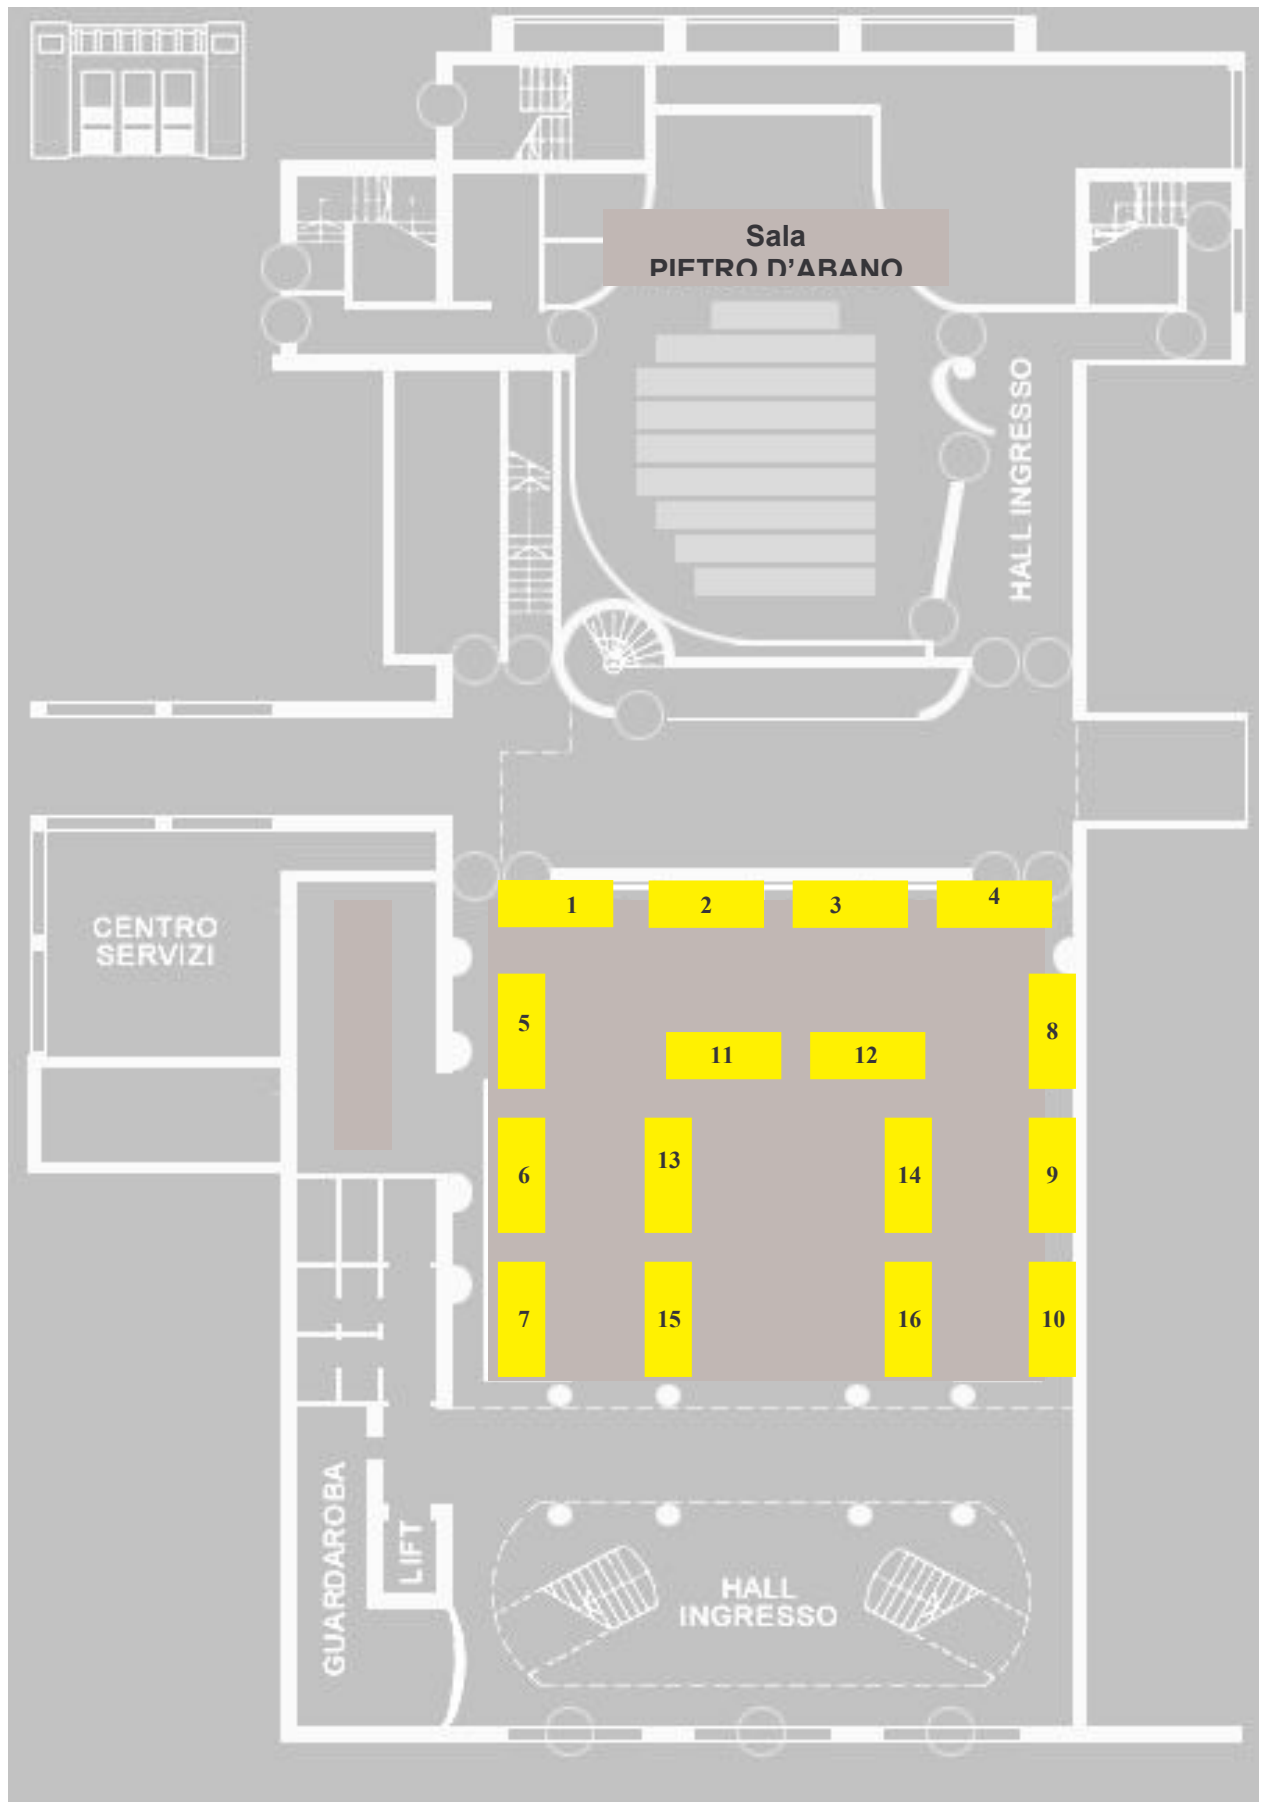 Sala
PIETRO D'ABANO
HALL INGRESSO
CENTRO
SERVIZI
1
2
3
4
5
11
12
8
6
13
14
9
7
15
16
10
GUARDAROBA
LIFT
HALL
INGRESSO